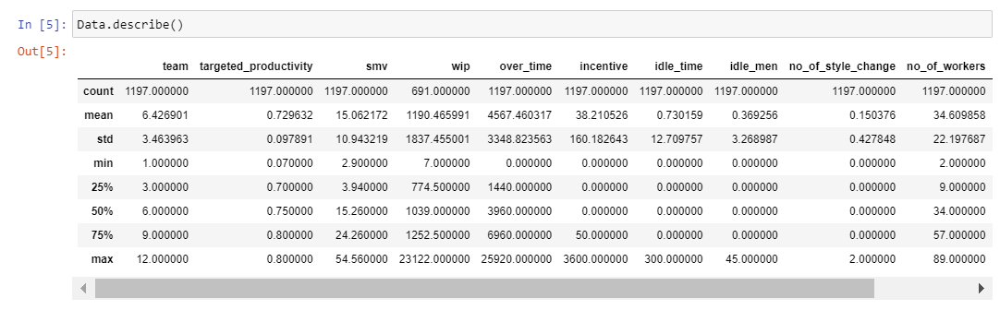 In [5]: Data.describe()
Out[5]:
team targeted_productivity smv wip over_time incentive idle_time idle_men no_of_style_change no_of_workers
count 1197.000000 1197.000000 1197.000000 691.000000 1197.000000 1197.000000 1197.000000 1197.000000 1197.000000 1197.000000
mean 6.426901 0.729632 15.062172 1190.465991 4567.460317 38.210526 0.730159 0.369256 0.150376 34.609858
std 3.463963 0.097891 10.943219 1837.455001 3348.823563 160.182643 12.709757 3.268987 0.427848 22.197687
min 1.000000 0.070000 2.900000 7.000000 0.000000 0.000000 0.000000 0.000000 0.000000 2.000000
25% 3.000000 0.700000 3.940000 774.500000 1440.000000 0.000000 0.000000 0.000000 0.000000 9.000000
50% 6.000000 0.750000 15.260000 1039.000000 3960.000000 0.000000 0.000000 0.000000 0.000000 34.000000
75% 9.000000 0.800000 24.260000 1252.500000 6960.000000 50.000000 0.000000 0.000000 0.000000 57.000000
max 12.000000 0.800000 54.560000 23122.000000 25920.000000 3600.000000 300.000000 45.000000 2.000000 89.000000